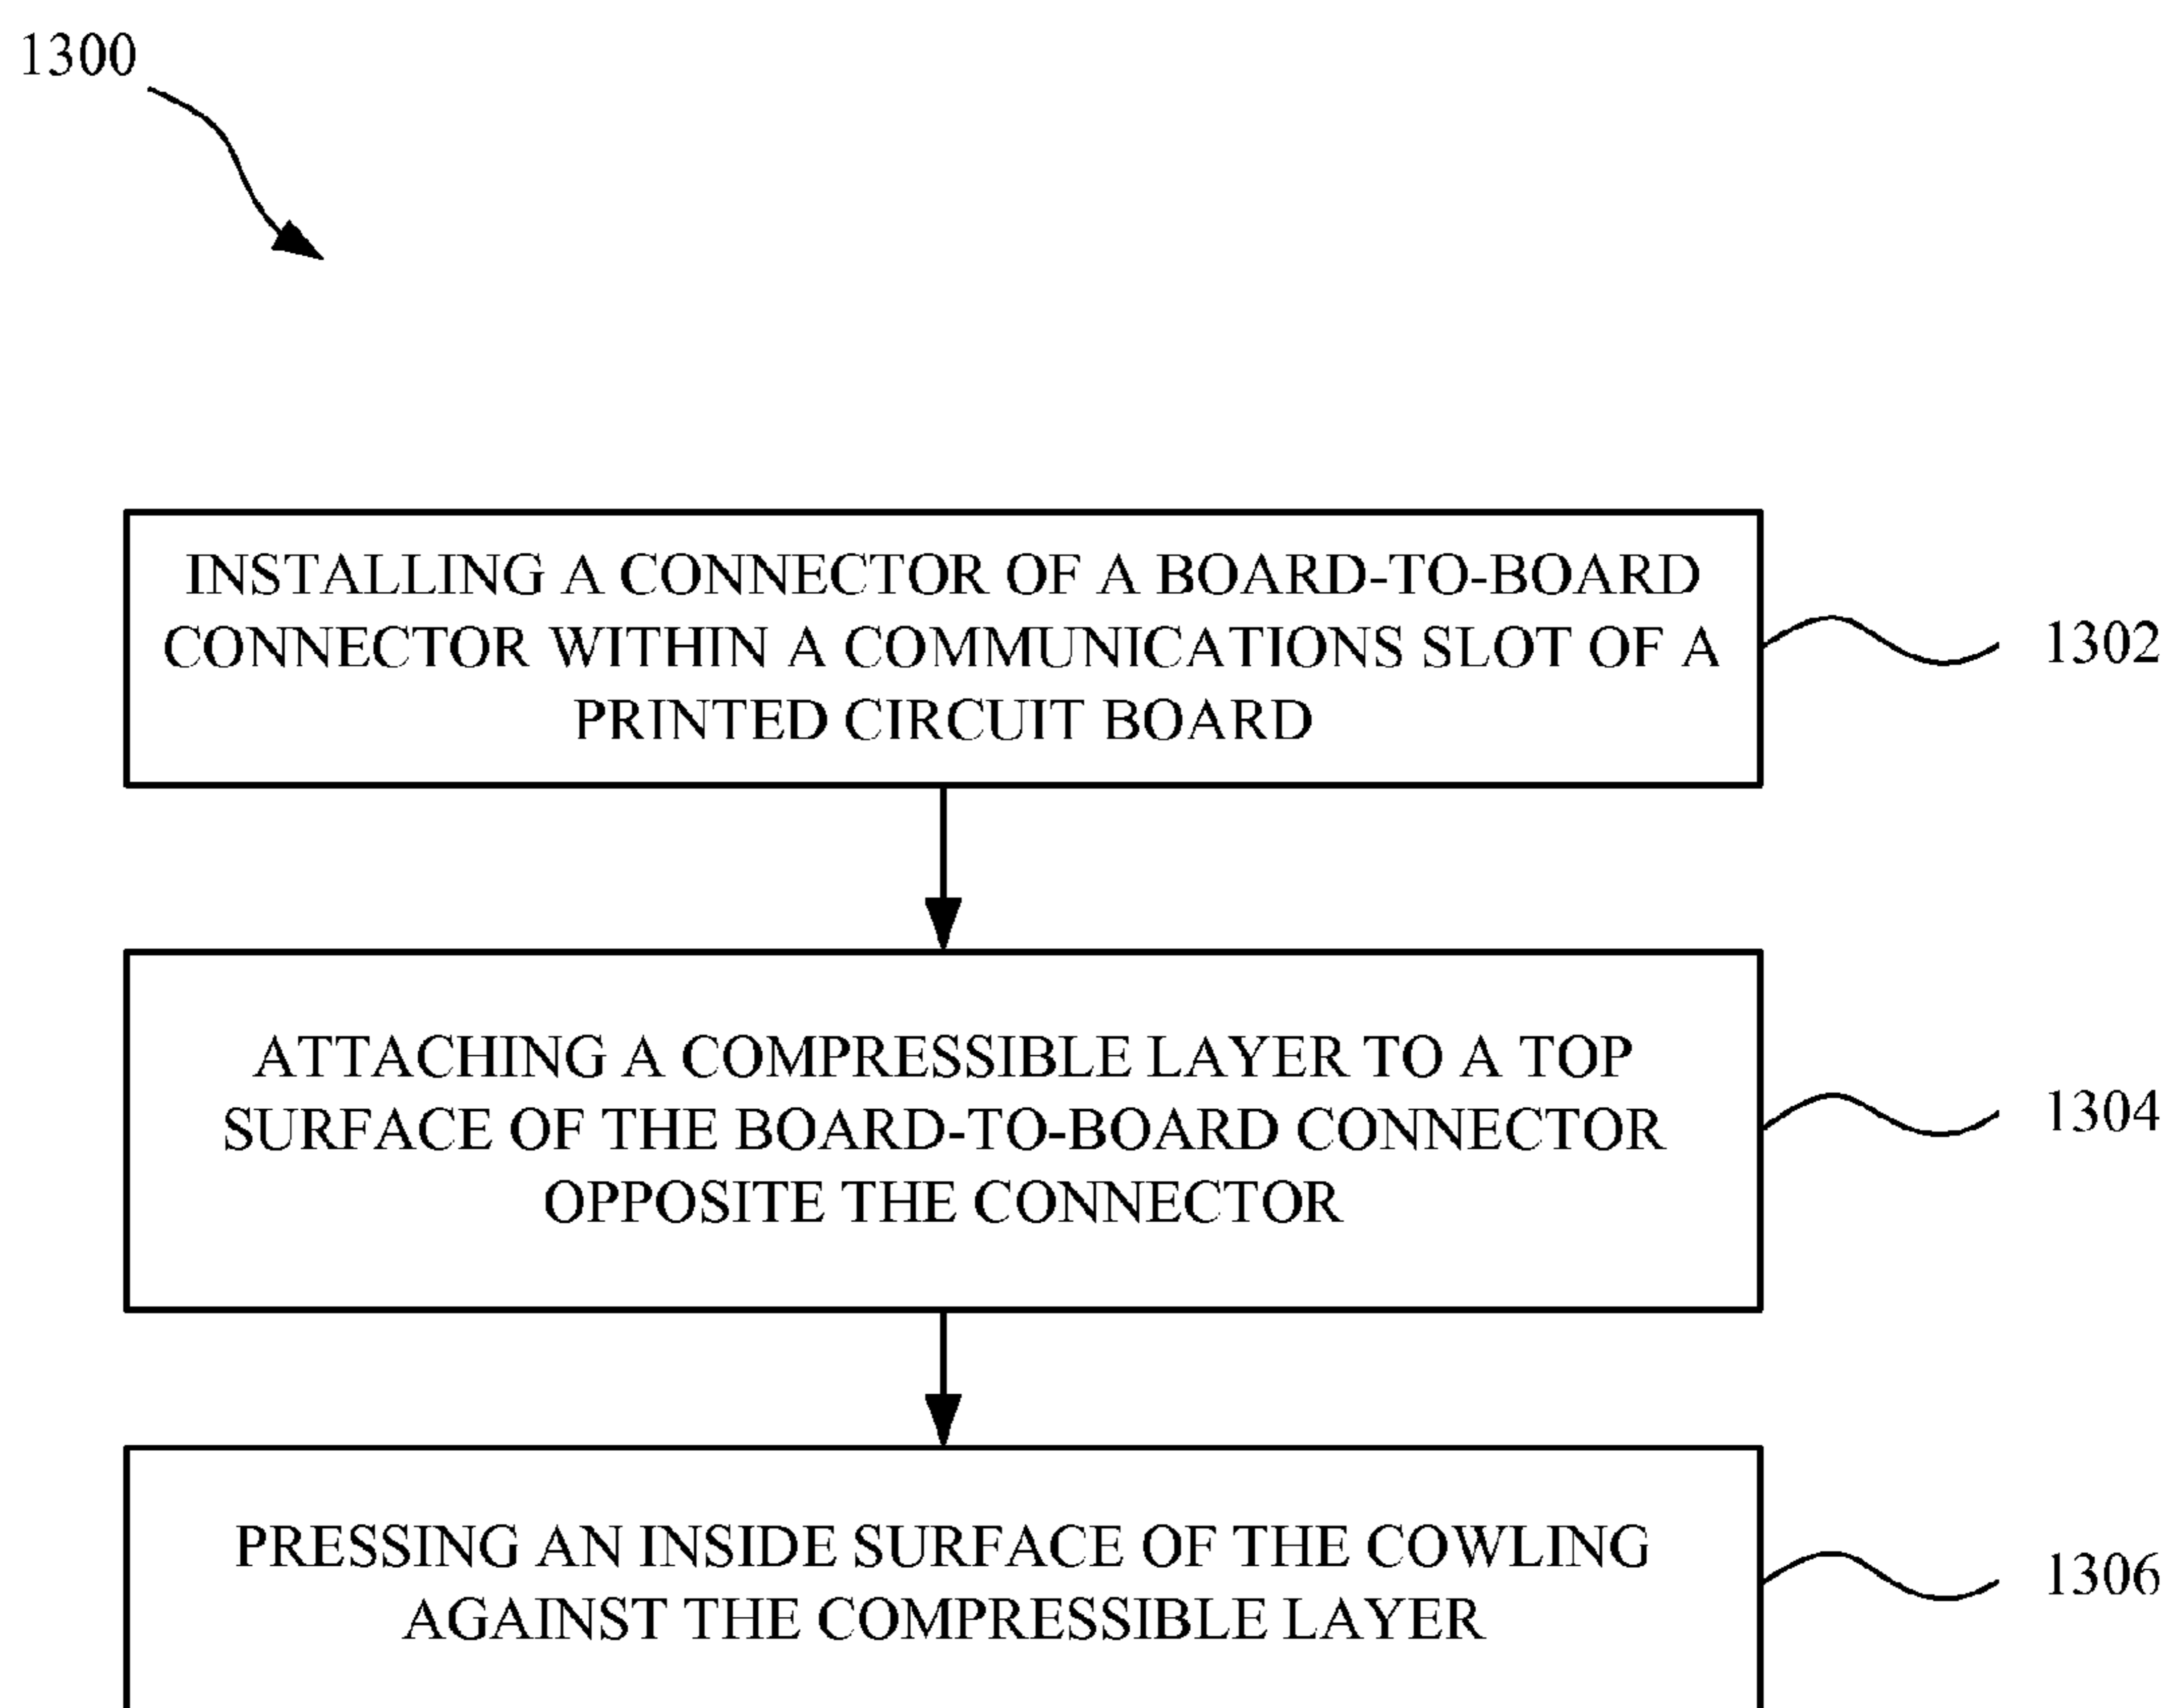 1300
INSTALLING A CONNECTOR OF A BOARD-TO-BOARD
CONNECTOR WITHIN A COMMUNICATIONS SLOT OF A
PRINTED CIRCUIT BOARD
1302
ATTACHING A COMPRESSIBLE LAYER TO A TOP
SURFACE OF THE BOARD-TO-BOARD CONNECTOR
OPPOSITE THE CONNECTOR
1304
PRESSING AN INSIDE SURFACE OF THE COWLING
AGAINST THE COMPRESSIBLE LAYER
1306